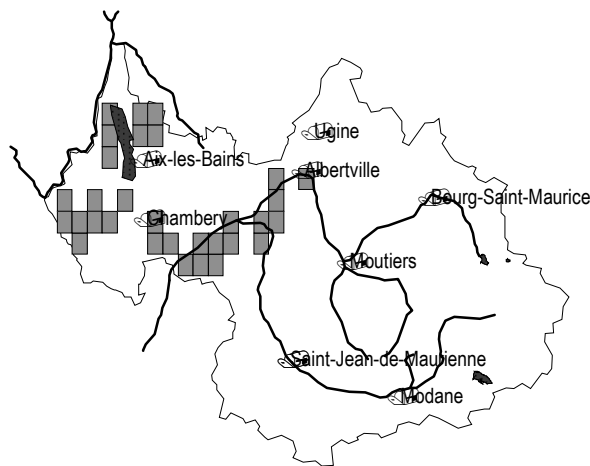 Ugine
Aix-les-Bains
Albertville
Bourg-Saint-Maurice
Chambery
Moutiers
Saint-Jean-de-Maurienne
Modane